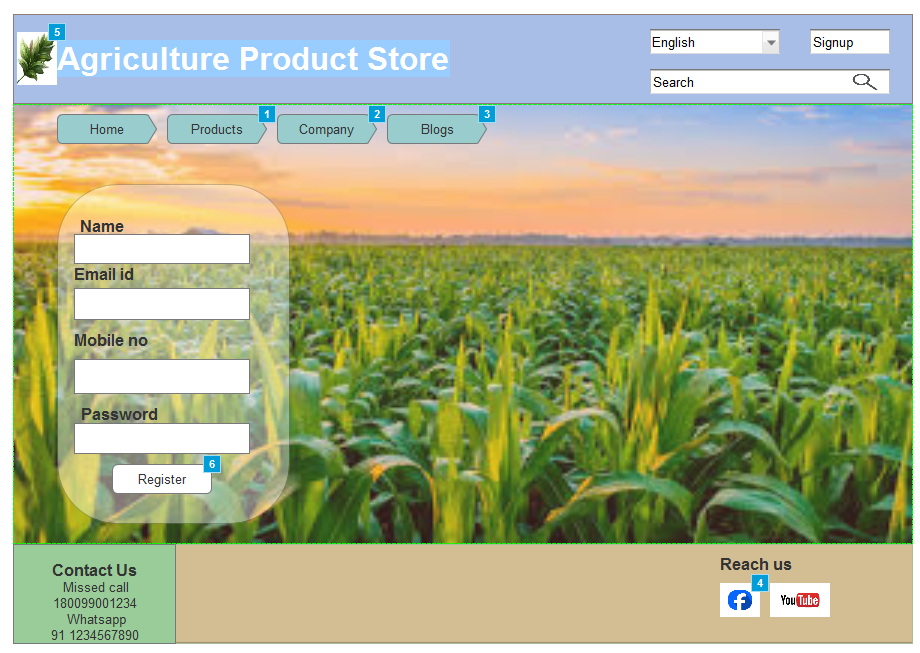 5
Agriculture Product Store
English
Signup
Search
Home
Products
1
Company
2
Blogs
3
Name
Email id
Mobile no
Password
Register
6
Contact Us
Missed call
180099001234
Whatsapp
91 1234567890
Reach us
4
YouTube